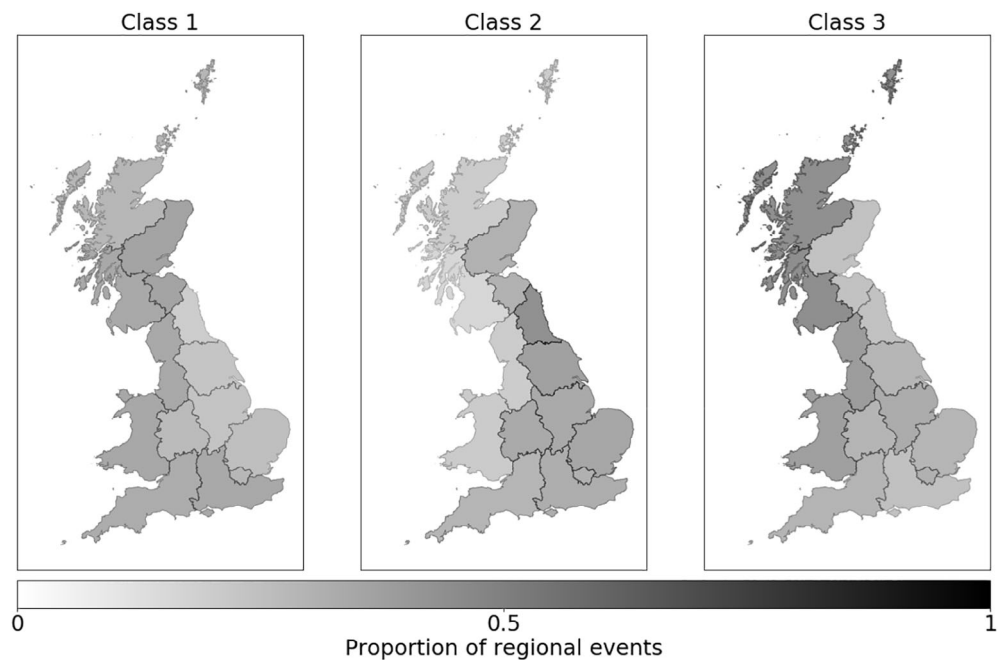 Class 1
Class 2
Class 3
0
0.5
1
Proportion of regional events